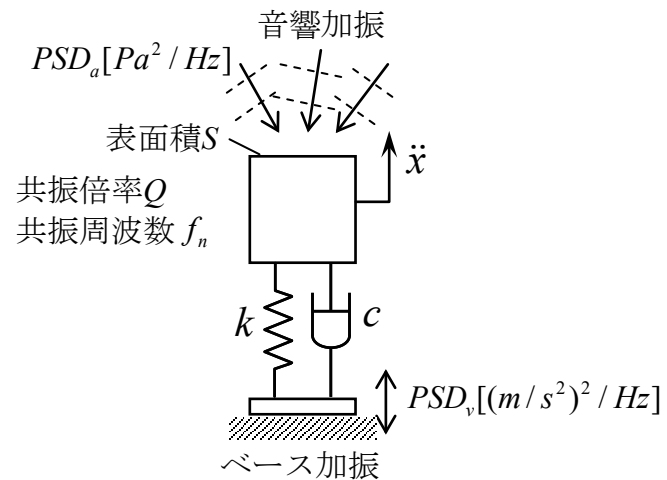 音響加振
PSD_a[Pa^2 / Hz]
表面積S
ẍ
共振倍率Q
共振周波数 f_n
k
c
PSD_v[(m / s^2)^2 / Hz]
ベース加振